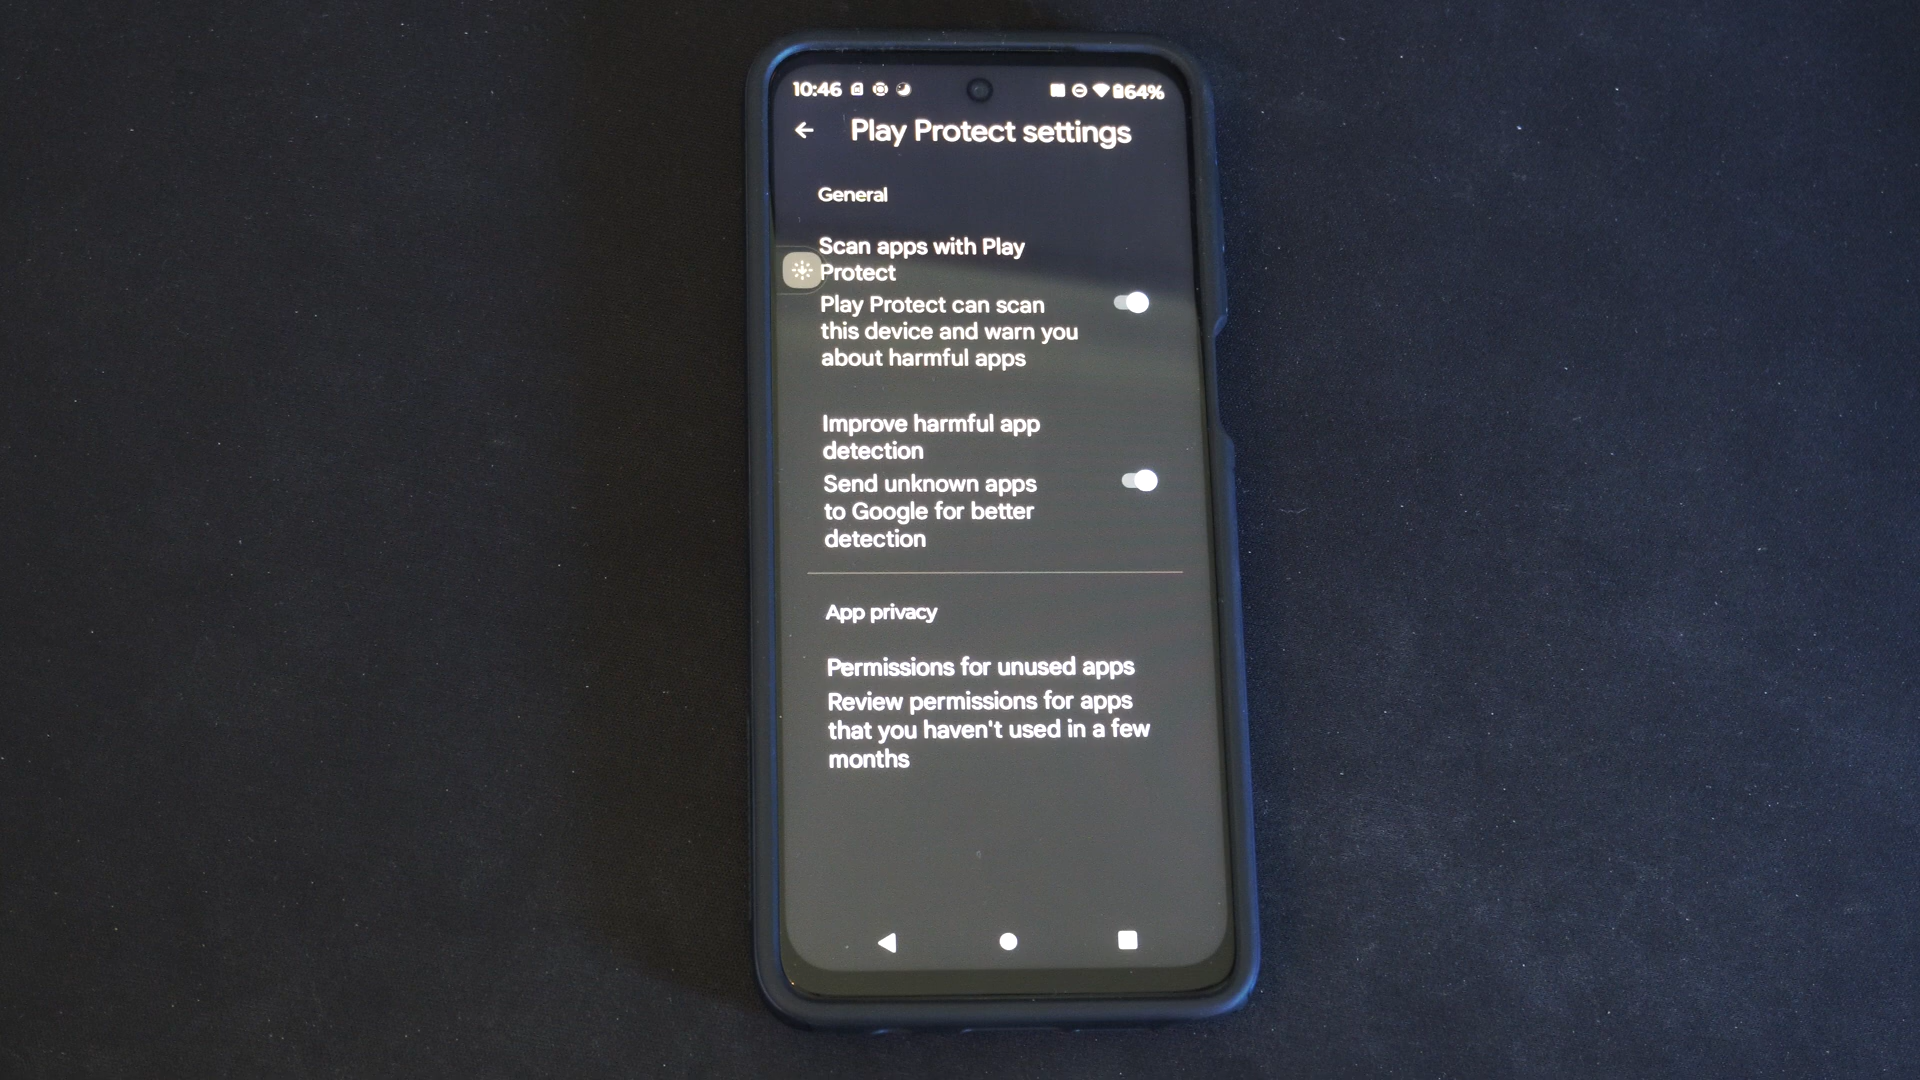 10:46
64%
Play Protect settings
General
Scan apps with Play
Protect
Play Protect can scan
this device and warn you
about harmful apps
Improve harmful app
detection
Send unknown apps
to Google for better
detection
App privacy
Permissions for unused apps
Review permissions for apps
that you haven't used in a few
months